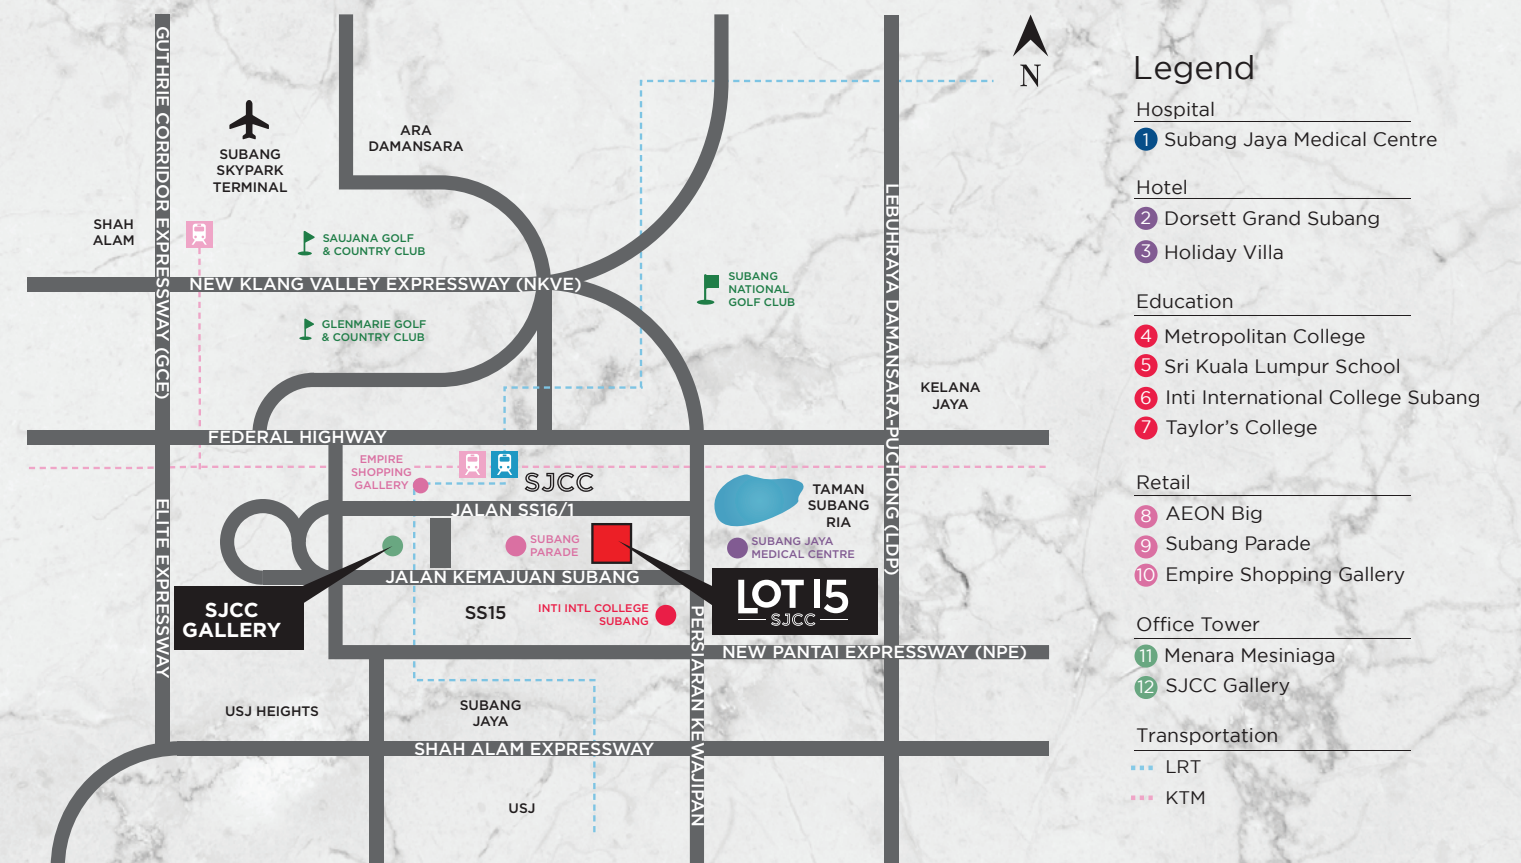 GUTHRIE CORRIDOR EXPRESSWAY (GCE)
SUBANG
SKYPARK
TERMINAL
ARA
DAMANSARA
SHAH
ALAM
SAUJANA GOLF
& COUNTRY CLUB
NEW KLANG VALLEY EXPRESSWAY (NKVE)
GLENMARIE GOLF
& COUNTRY CLUB
SUBANG
NATIONAL
GOLF CLUB
LEBUHRAYA DAMANSARA-PUCHONG (LDP)
N
KELANA
JAYA
FEDERAL HIGHWAY
EMPIRE
SHOPPING
GALLERY
SJCC
JALAN SS16/1
TAMAN
SUBANG
RIA
SUBANG
PARADE
SUBANG JAYA
MEDICAL CENTRE
ELITE EXPRESSWAY
JALAN KEMAJUAN SUBANG
SJCC
GALLERY
SS15
INTI INTL COLLEGE
SUBANG
LOT 15
SJCC
PERSIARAN KEWAJIPAN
NEW PANTAI EXPRESSWAY (NPE)
USJ HEIGHTS
SUBANG
JAYA
SHAH ALAM EXPRESSWAY
USJ
Legend
Hospital
1 Subang Jaya Medical Centre
Hotel
2 Dorsett Grand Subang
3 Holiday Villa
Education
4 Metropolitan College
5 Sri Kuala Lumpur School
6 Inti International College Subang
7 Taylor's College
Retail
8 AEON Big
9 Subang Parade
10 Empire Shopping Gallery
Office Tower
11 Menara Mesiniaga
12 SJCC Gallery
Transportation
LRT
KTM